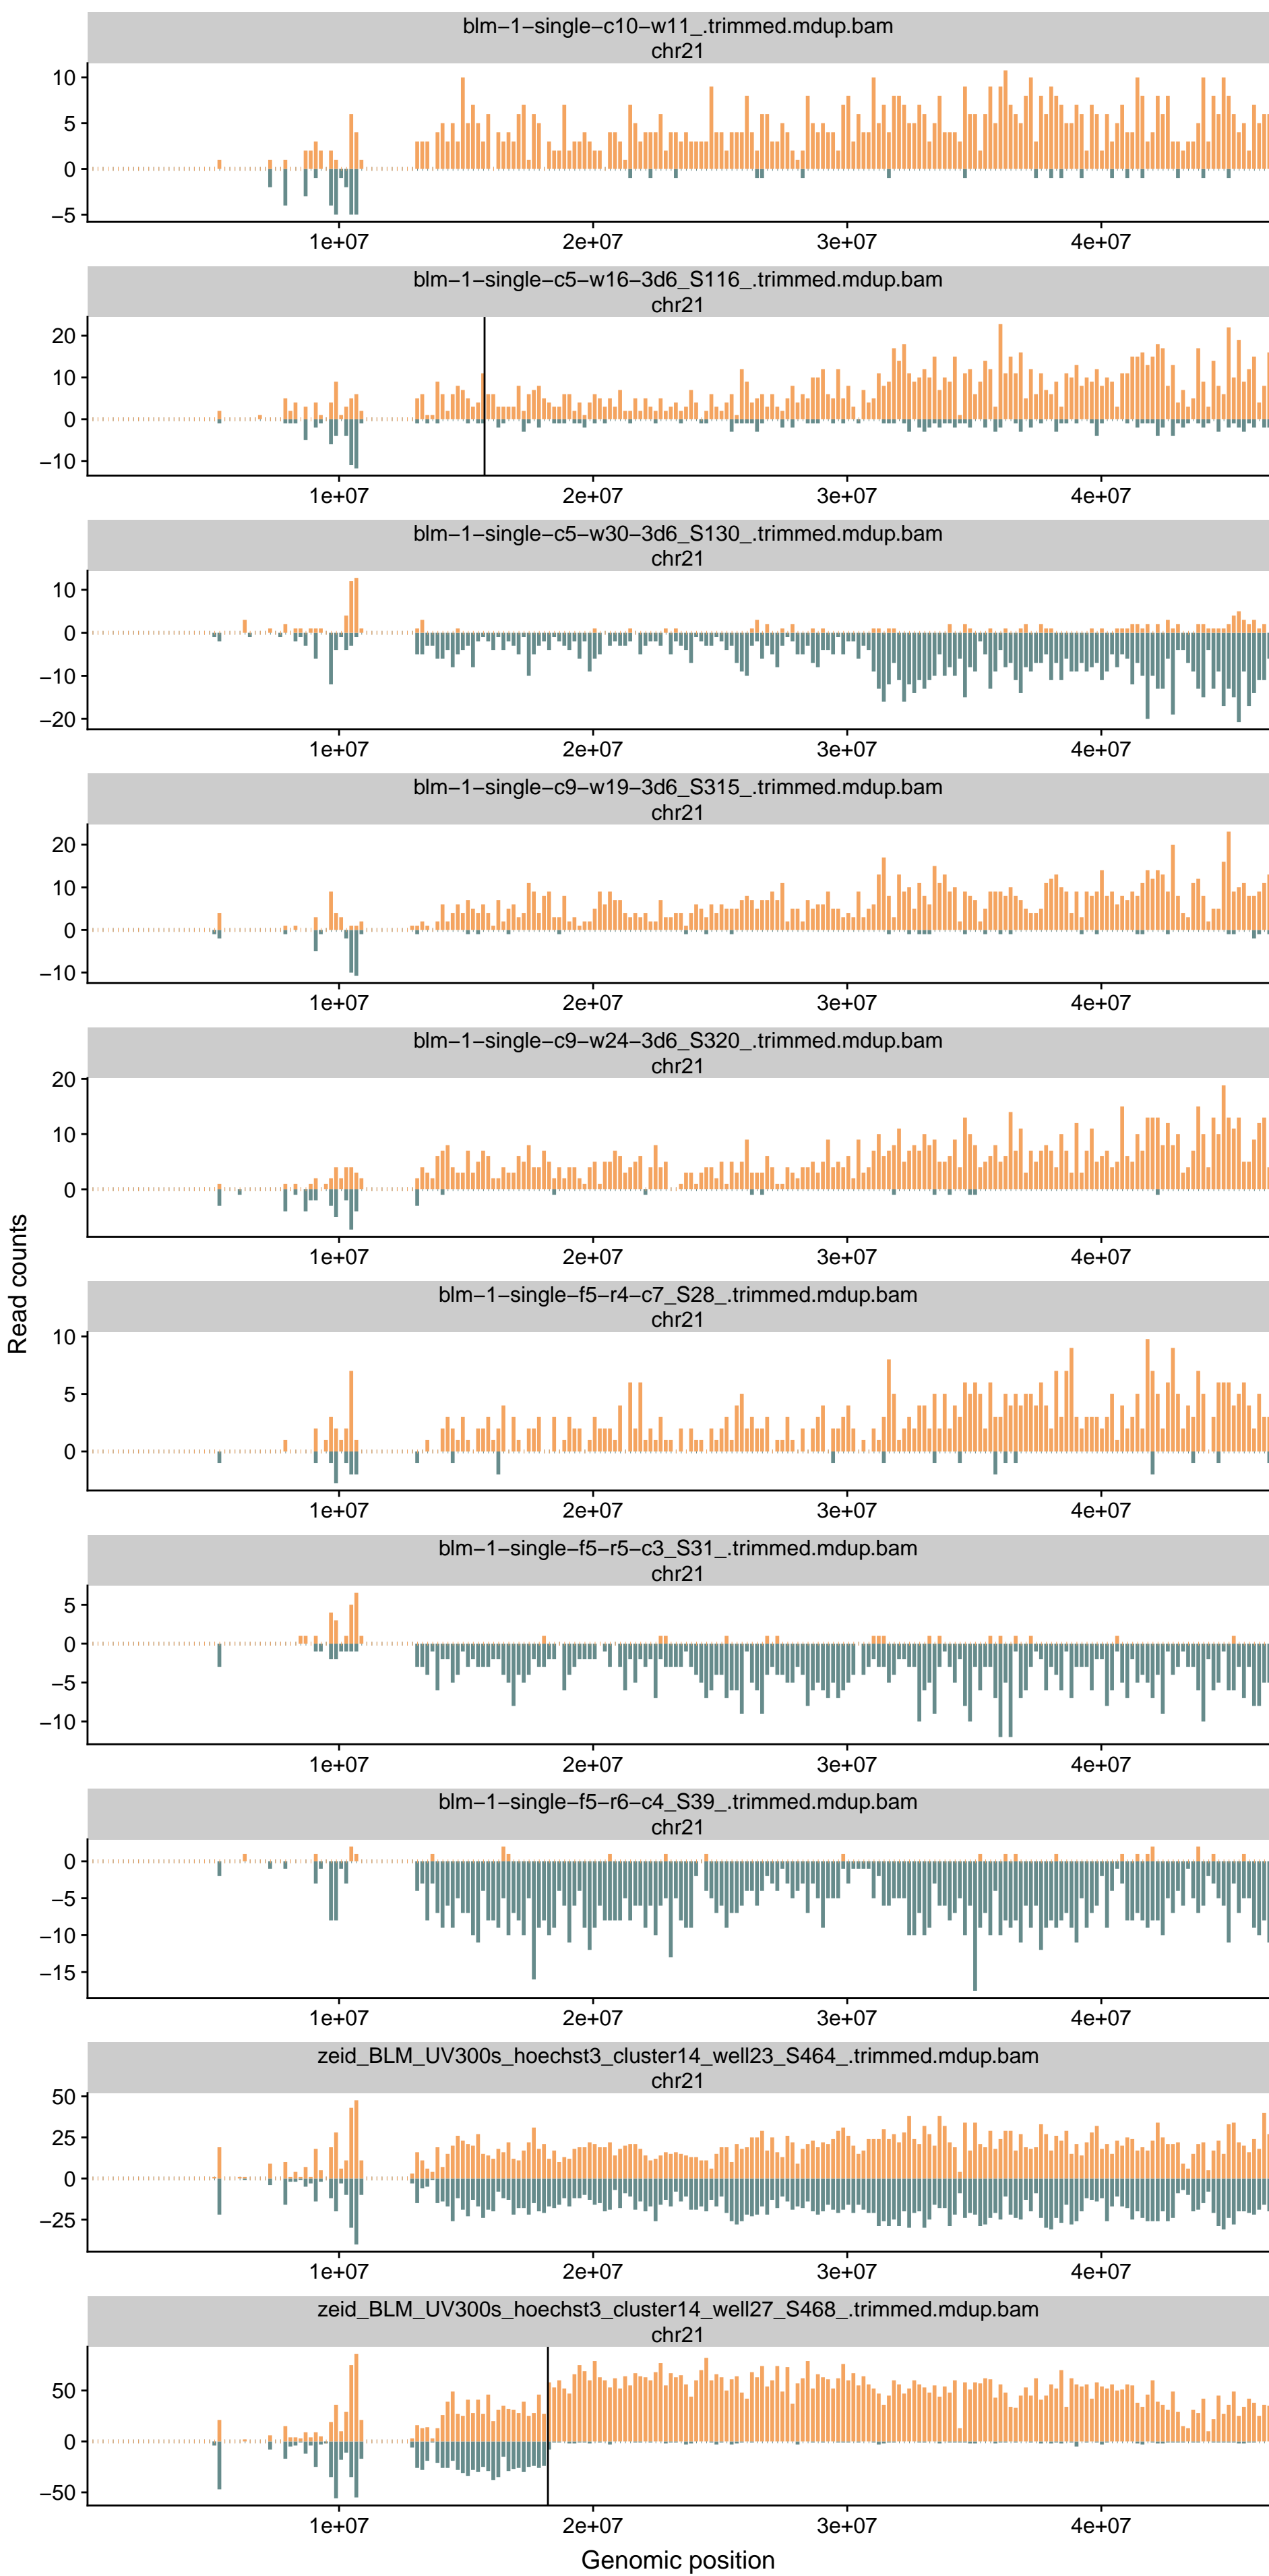 blm−1−single−c10−w11_.trimmed.mdup.bam
chr21
10
5
0
−5
1e+07 2e+07 3e+07 4e+07
blm−1−single−c5−w16−3d6_S116_.trimmed.mdup.bam
chr21
20
10
0
−10
1e+07 2e+07 3e+07 4e+07
blm−1−single−c5−w30−3d6_S130_.trimmed.mdup.bam
chr21
10
0
−10
−20
1e+07 2e+07 3e+07 4e+07
blm−1−single−c9−w19−3d6_S315_.trimmed.mdup.bam
chr21
20
10
0
−10
1e+07 2e+07 3e+07 4e+07
blm−1−single−c9−w24−3d6_S320_.trimmed.mdup.bam
chr21
20
10
0
1e+07 2e+07 3e+07 4e+07
Read counts
blm−1−single−f5−r4−c7_S28_.trimmed.mdup.bam
chr21
10
5
0
1e+07 2e+07 3e+07 4e+07
blm−1−single−f5−r5−c3_S31_.trimmed.mdup.bam
chr21
5
0
−5
−10
1e+07 2e+07 3e+07 4e+07
blm−1−single−f5−r6−c4_S39_.trimmed.mdup.bam
chr21
0
−5
−10
−15
1e+07 2e+07 3e+07 4e+07
zeid_BLM_UV300s_hoechst3_cluster14_well23_S464_.trimmed.mdup.bam
chr21
50
25
0
−25
1e+07 2e+07 3e+07 4e+07
zeid_BLM_UV300s_hoechst3_cluster14_well27_S468_.trimmed.mdup.bam
chr21
50
0
−50
1e+07 2e+07 3e+07 4e+07
Genomic position